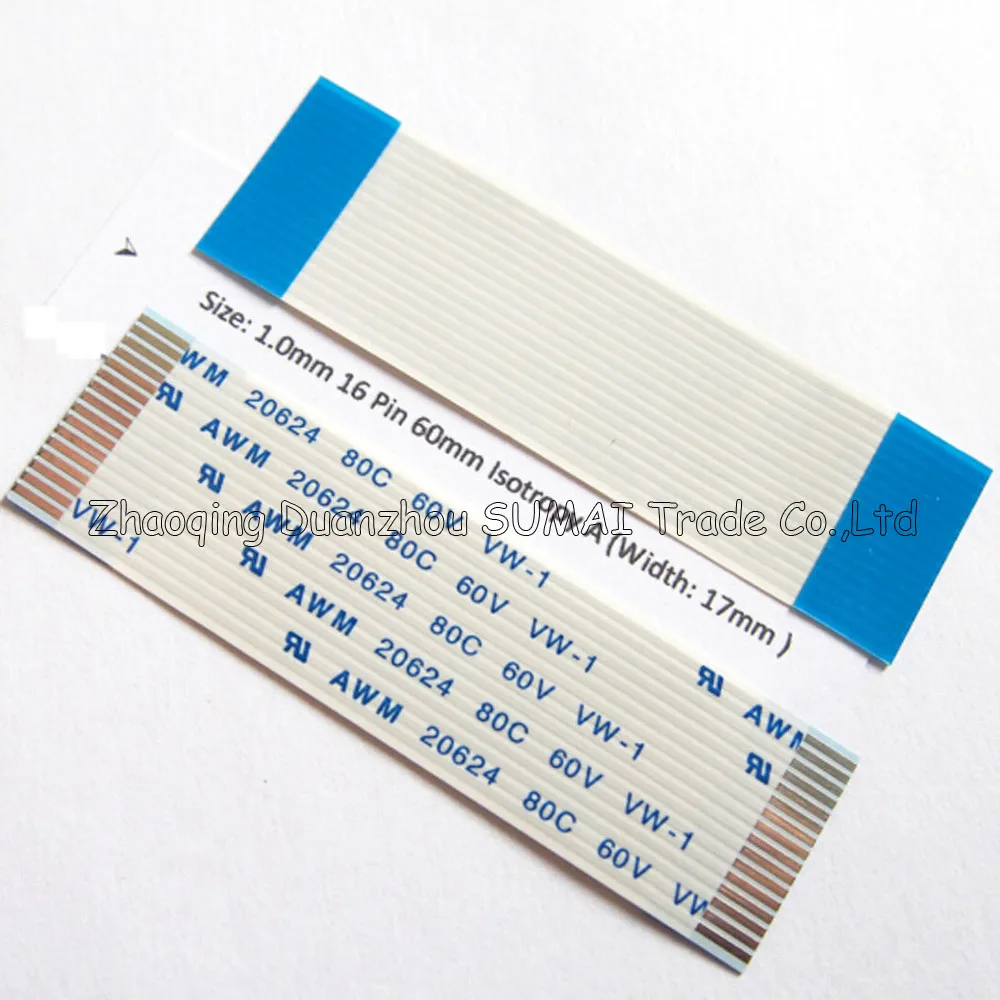 Size: 1.0mm 16 Pin 60mm Isotropy/A (Width: 17mm )
WM 20624 80C 60V VW-1
AWM 20624 80C 60V VW-1
AWM 20624 80C 60V VW-1
VW-1
AWM 20624 80C 60V VW-1
AWM 20624 80C 60V VW
AWM
Zhaoqing Duanzhou SUMAI Trade Co.,Ltd